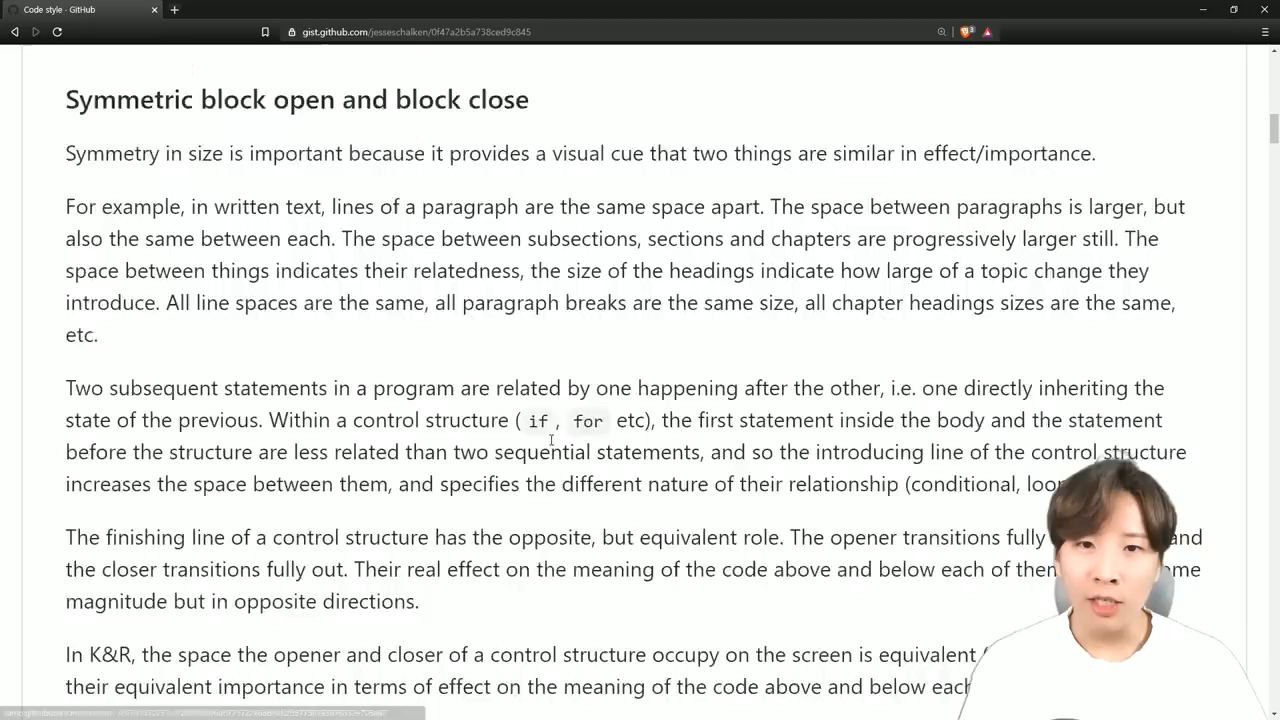 Code style · GitHub
gist.github.com/jesseschalken/0f47a2b5a738ced9c845
Symmetric block open and block close
Symmetry in size is important because it provides a visual cue that two things are similar in effect/importance.
For example, in written text, lines of a paragraph are the same space apart. The space between paragraphs is larger, but
also the same between each. The space between subsections, sections and chapters are progressively larger still. The
space between things indicates their relatedness, the size of the headings indicate how large of a topic change they
introduce. All line spaces are the same, all paragraph breaks are the same size, all chapter headings sizes are the same,
etc.
Two subsequent statements in a program are related by one happening after the other, i.e. one directly inheriting the
state of the previous. Within a control structure ( if , for etc), the first statement inside the body and the statement
before the structure are less related than two sequential statements, and so the introducing line of the control structure
increases the space between them, and specifies the different nature of their relationship (conditional,
The finishing line of a control structure has the opposite, but equivalent role. The opener transitions fully and
the closer transitions fully out. Their real effect on the meaning of the code above and below each of
magnitude but in opposite directions.
In K&R, the space the opener and closer of a control structure occupy on the screen is equivalent
their equivalent importance in terms of effect on the meaning of the code above and below each